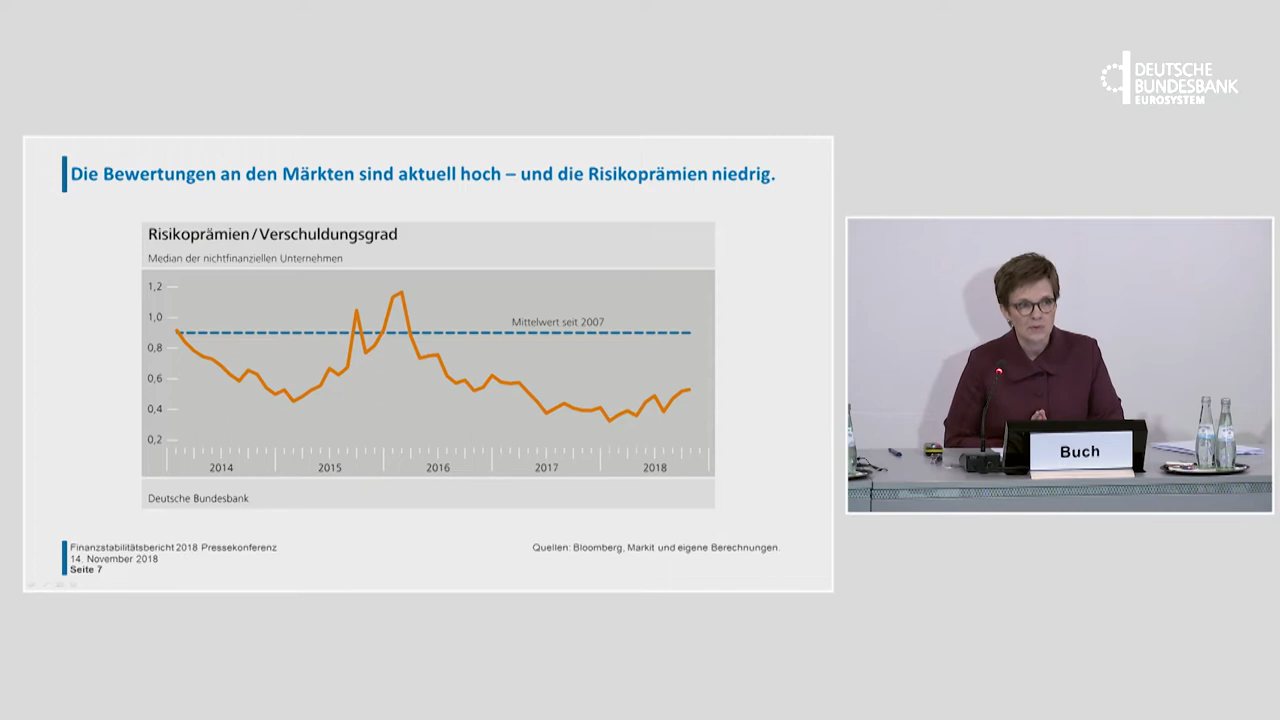 DEUTSCHE
BUNDESBANK
EUROSYSTEM
Die Bewertungen an den Märkten sind aktuell hoch – und die Risikoprämien niedrig.
Risikoprämien / Verschuldungsgrad
Median der nichtfinanziellen Unternehmen
1,2
1,0
0,8
0,6
0,4
0,2
Mittelwert seit 2007
2014 2015 2016 2017 2018
Deutsche Bundesbank
Finanzstabilitätsbericht 2018 Pressekonferenz
14. November 2018
Seite 7
Quellen: Bloomberg, Markit und eigene Berechnungen.
Buch